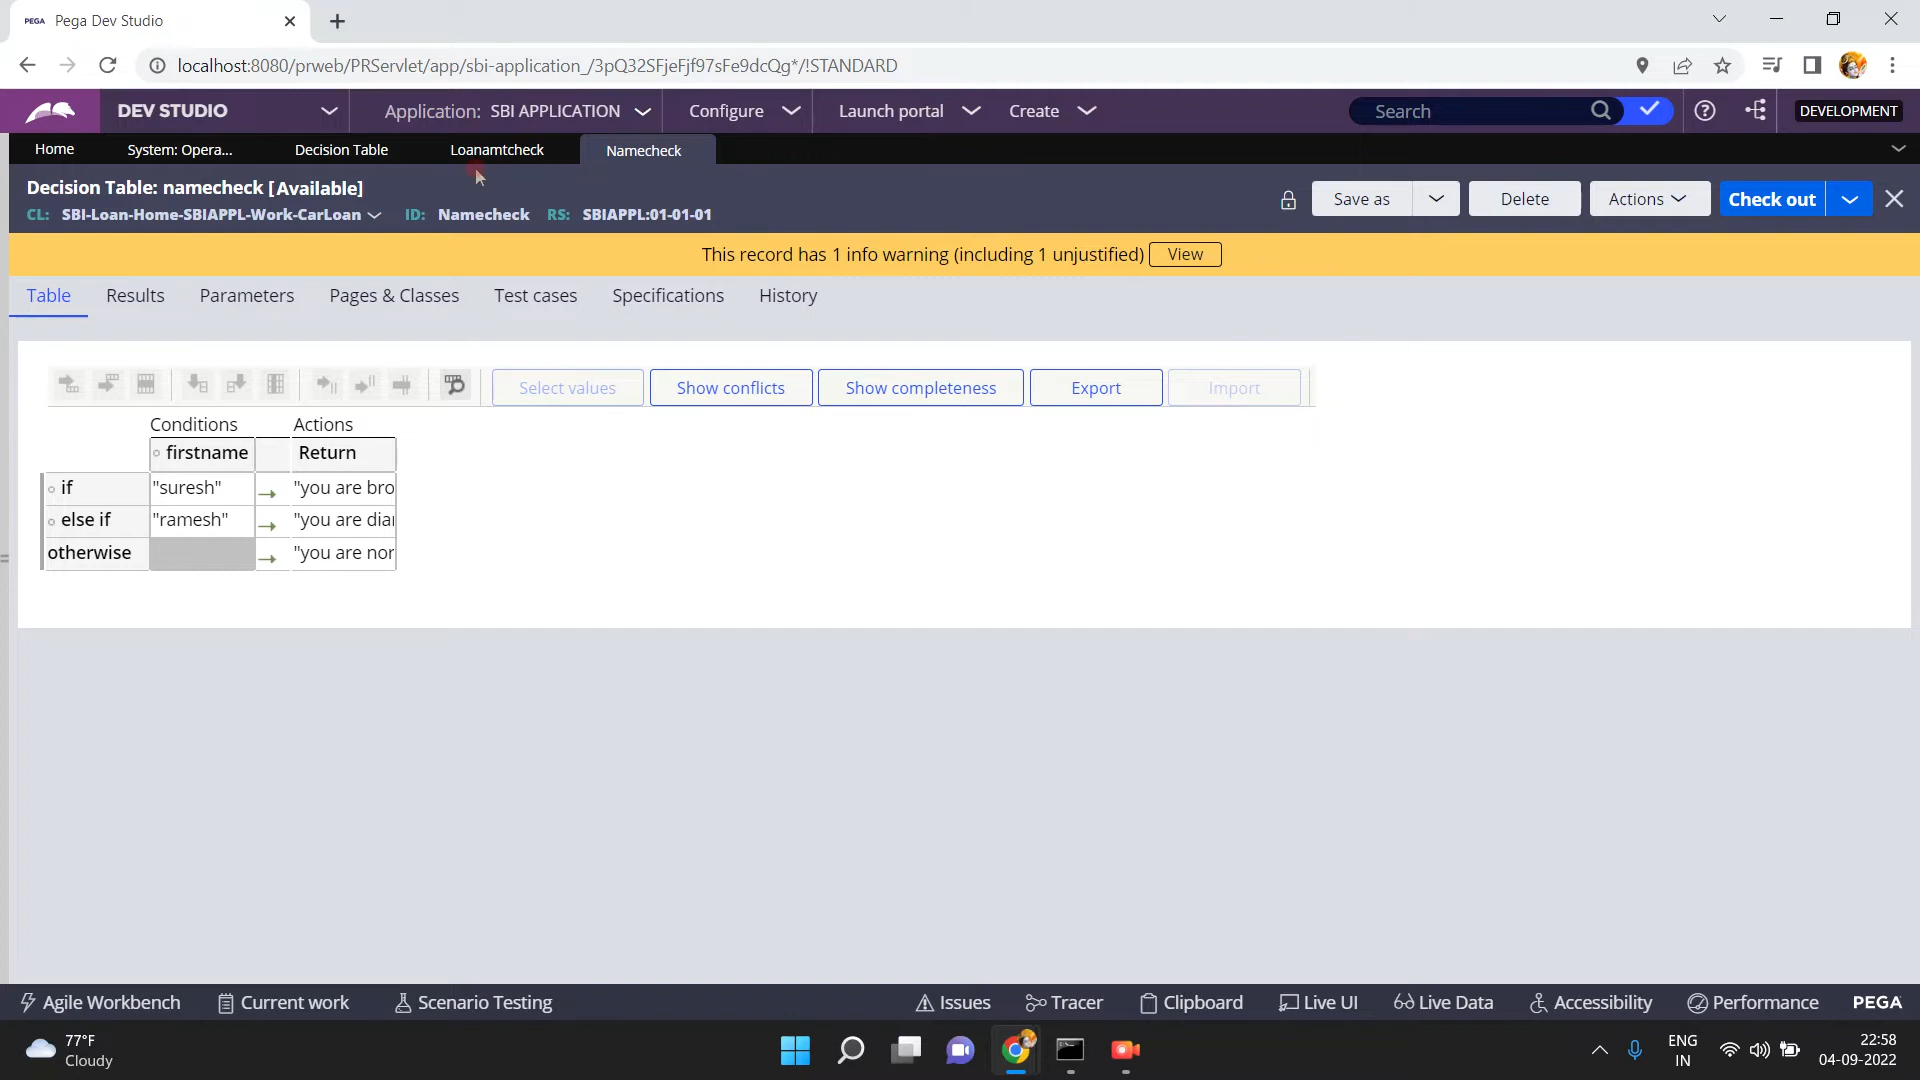 PEGA Pega Dev Studio
localhost:8080/prweb/PRServlet/app/sbi-application_/3pQ32SFjeFjf97sFe9dcQg*/!STANDARD
DEV STUDIO Application: SBI APPLICATION Configure Launch portal Create Search DEVELOPMENT
Home System: Opera... Decision Table Loanamtcheck Namecheck
Decision Table: namecheck [Available]
CL: SBI-Loan-Home-SBIAPPL-Work-CarLoan ID: Namecheck RS: SBIAPPL:01-01-01
Save as Delete Actions Check out
This record has 1 info warning (including 1 unjustified) View
Table Results Parameters Pages & Classes Test cases Specifications History
Select values Show conflicts Show completeness Export Import
Conditions Actions
firstname Return
if "suresh" "you are bro
else if "ramesh" "you are dia
otherwise "you are nor
Agile Workbench Current work Scenario Testing Issues Tracer Clipboard Live UI Live Data Accessibility Performance PEGA
77°F
Cloudy
ENG
IN
22:58
04-09-2022